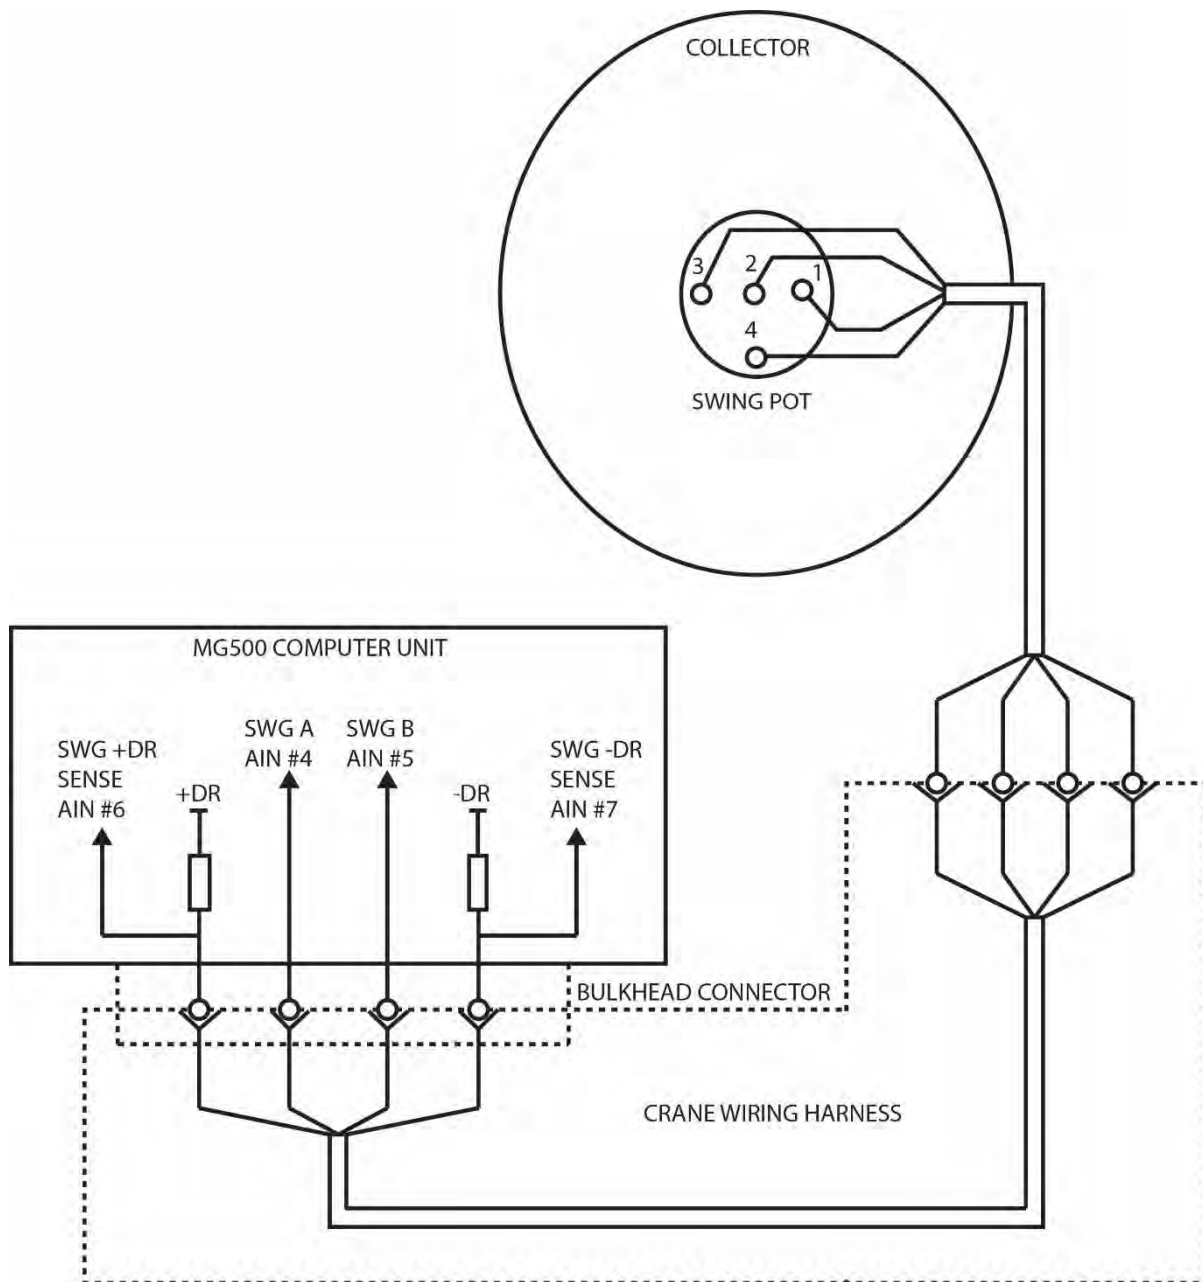 COLLECTOR
3
2
1
4
SWING POT
MG500 COMPUTER UNIT
SWG +DR
SENSE
AIN #6
+DR
SWG A
AIN #4
SWG B
AIN #5
-DR
SWG -DR
SENSE
AIN #7
BULKHEAD CONNECTOR
CRANE WIRING HARNESS